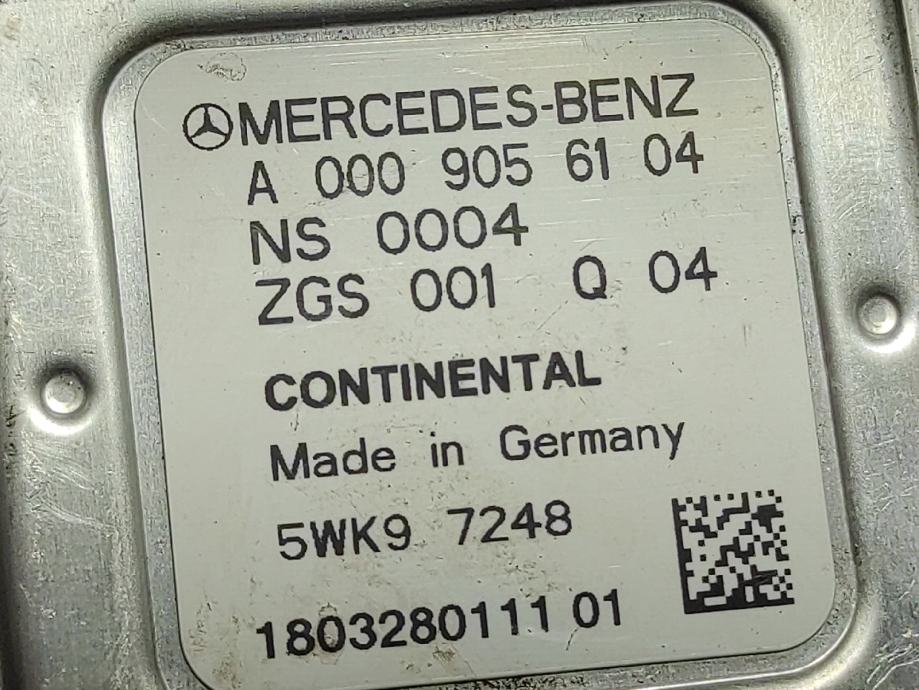 MERCEDES-BENZ
A 000 905 61 04
NS 0004
ZGS 001 Q 04
CONTINENTAL
Made in Germany
5WK9 7248
1803280111 01